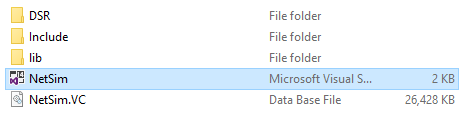 DSR File folder
Include File folder
lib File folder
NetSim Microsoft Visual S... 2 KB
NetSim.VC Data Base File 26,428 KB